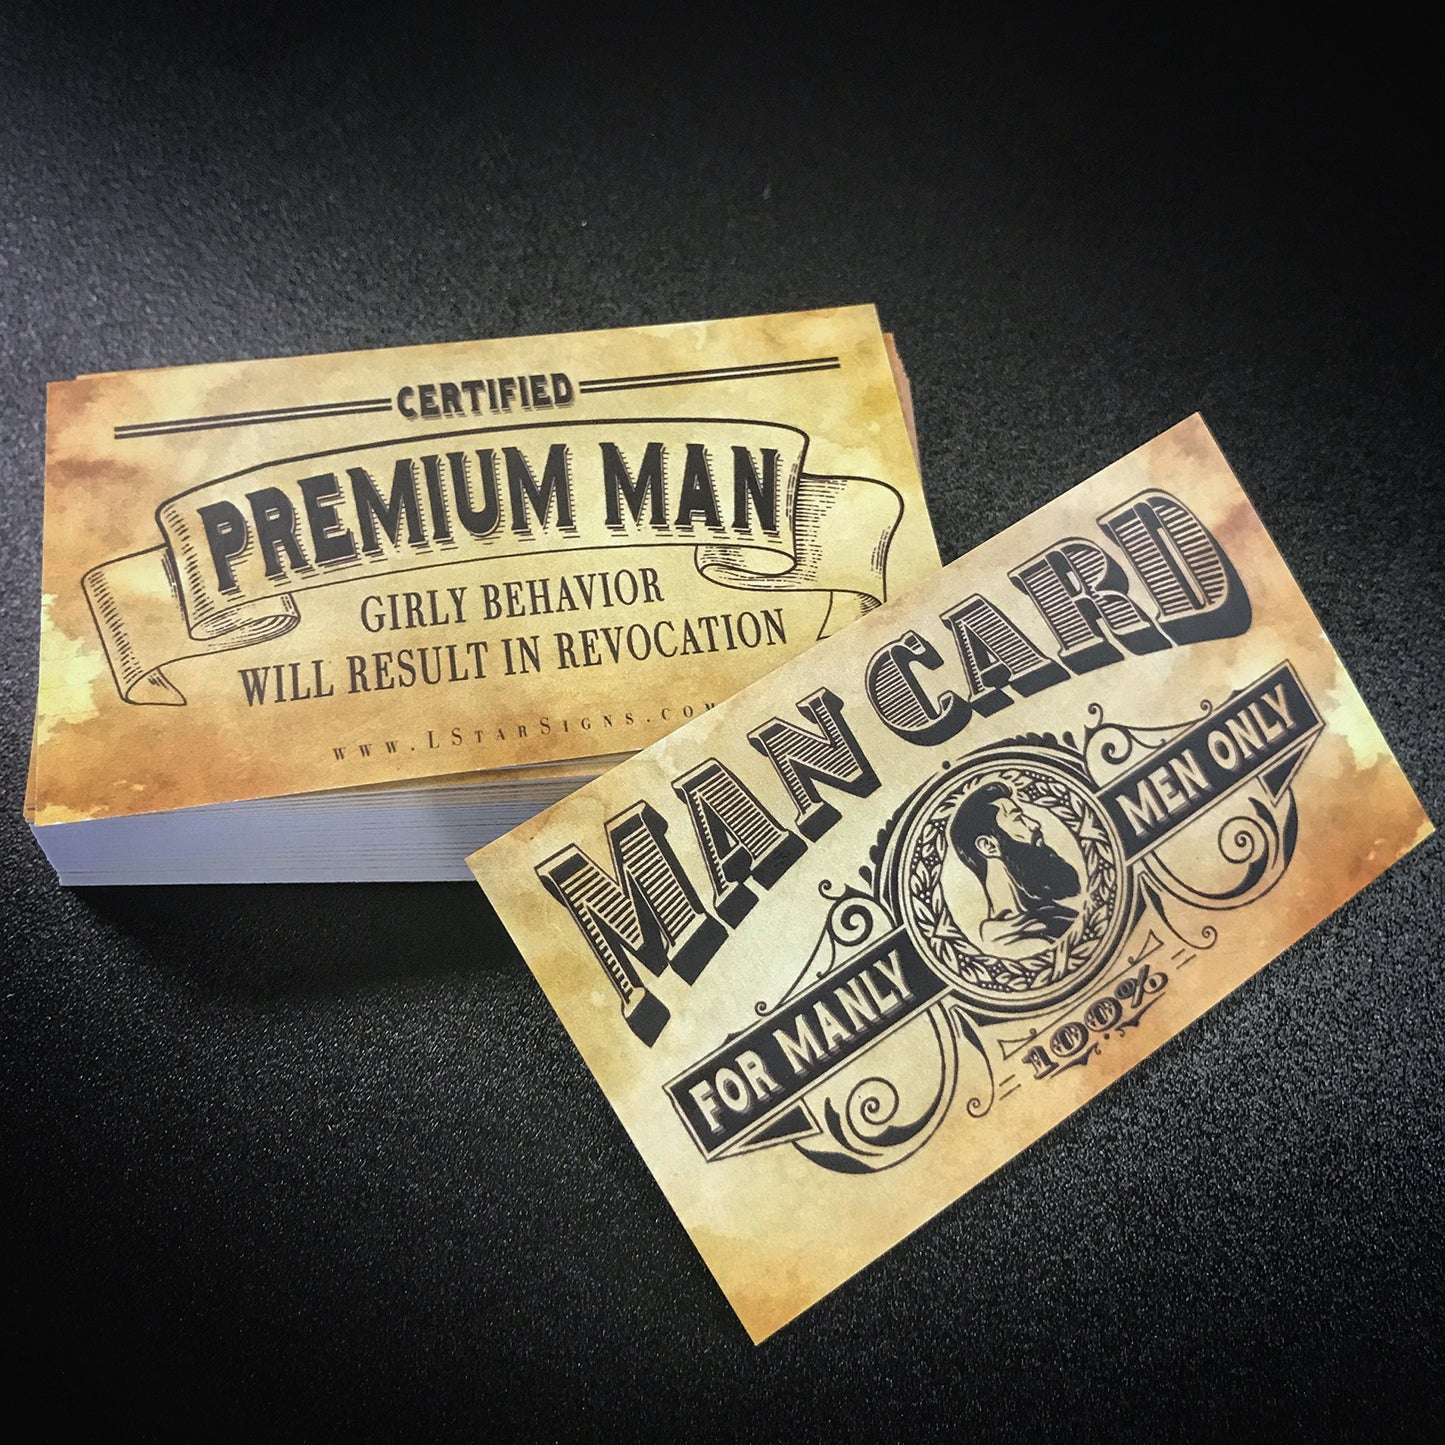 CERTIFIED
PREMIUM MAN
GIRLY BEHAVIOR
WILL RESULT IN REVOCATION
WWW.LSTARSIGNS.COM
MAN CARD
FOR MANLY MEN ONLY
100%